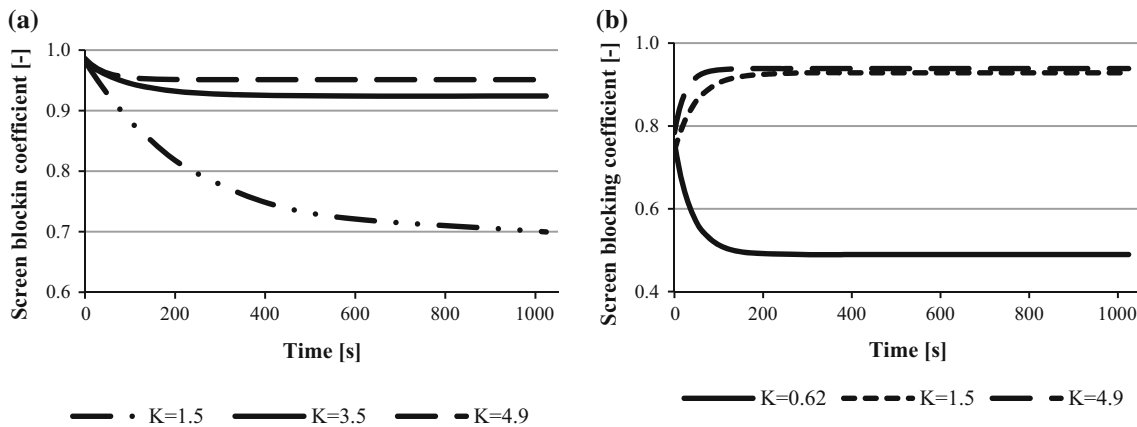 (a)
Screen blockin coefficient [-]
1.0
0.9
0.8
0.7
0.6
0
200
400
600
800
1000
Time [s]
K=1.5
K=3.5
K=4.9
(b)
Screen blocking coefficient [-]
1.0
0.8
0.6
0.4
0
200
400
600
800
1000
Time [s]
K=0.62
K=1.5
K=4.9